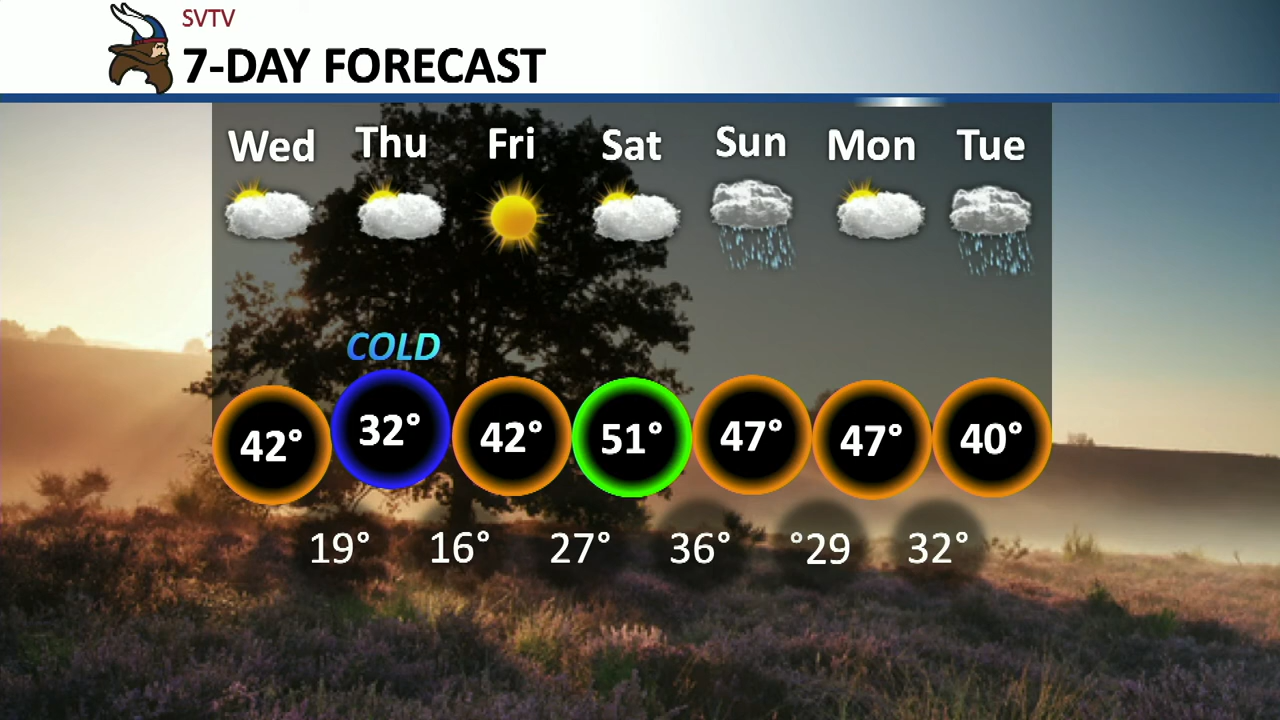 SVTV
7-DAY FORECAST
Wed Thu Fri Sat Sun Mon Tue
COLD
42° 32° 42° 51° 47° 47° 40°
19° 16° 27° 36° °29 32°